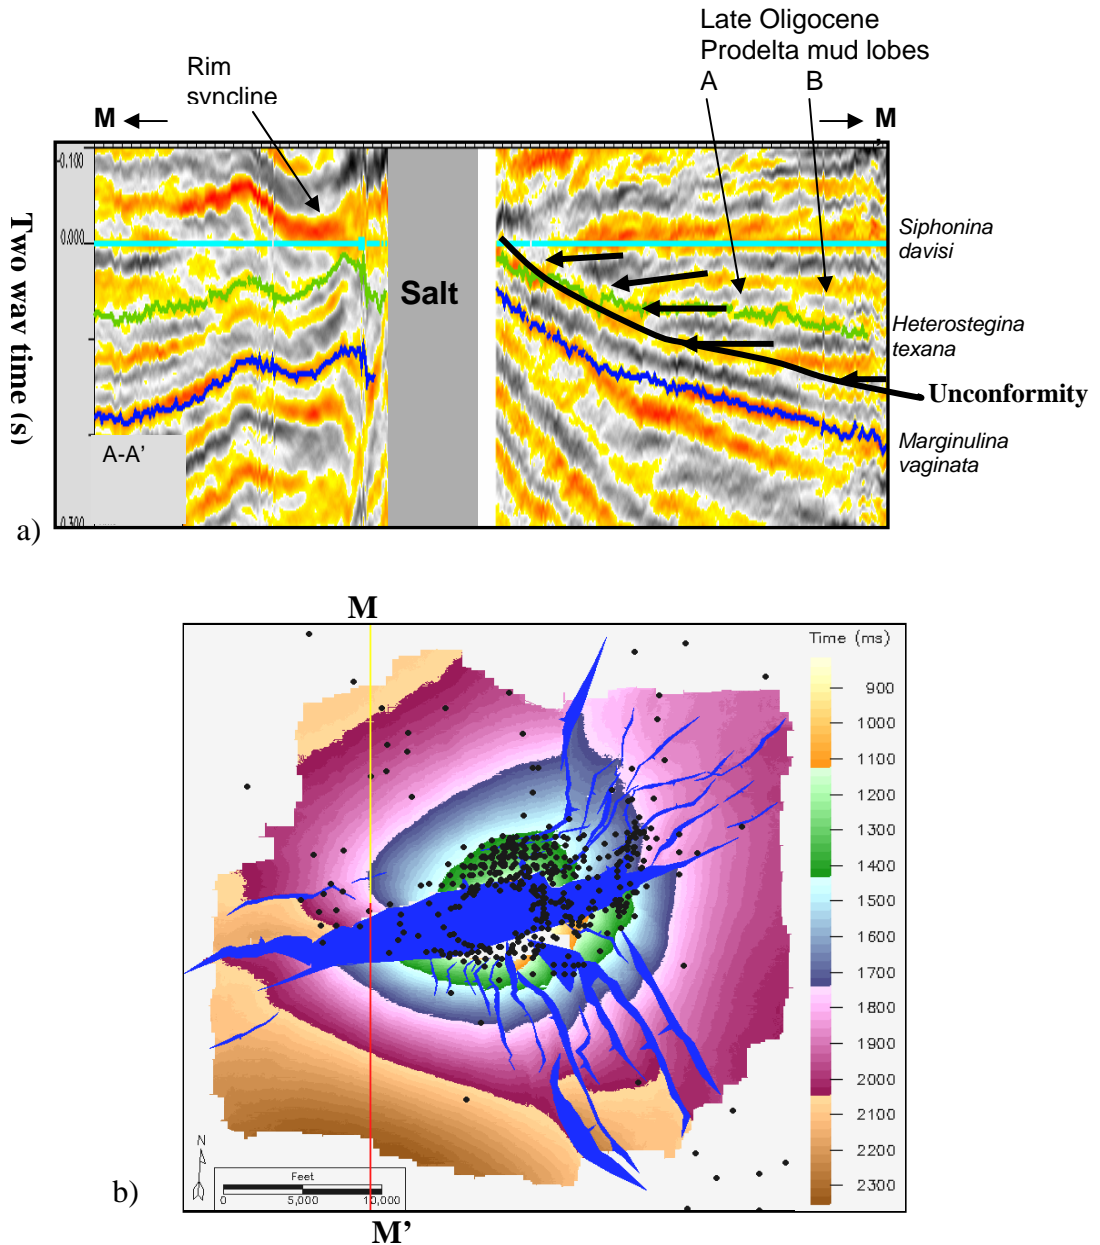 Late Oligocene
Prodelta mud lobes
A B
Rim
syncline
M M
-0.100
0.000
0.300
Two way time (s)
Salt
A-A'
Siphonina
davisi
Heterostegina
texana
Unconformity
Marginulina
vaginata
a)
M
Time (ms)
900
1000
1100
1200
1300
1400
1500
1600
1700
1800
1900
2000
2100
2200
2300
N
Feet
0 5,000 10,000
b)
M'